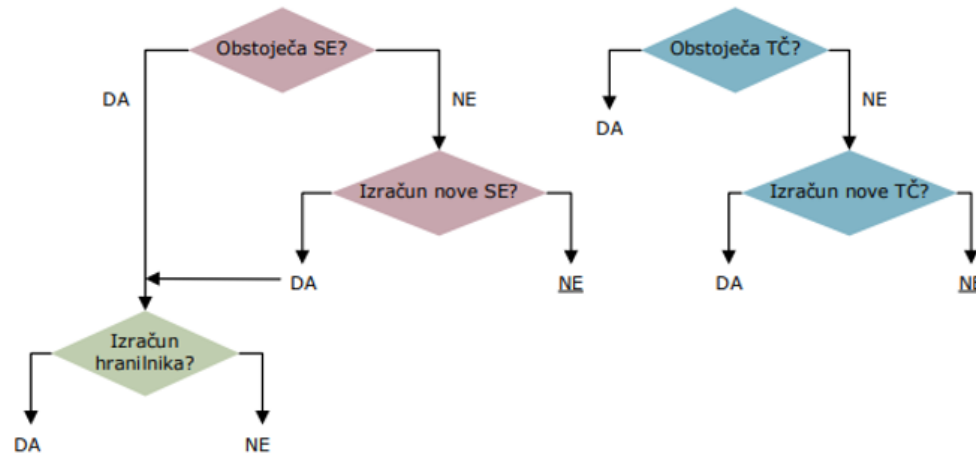 Obstoječa SE?
DA
NE
Izračun nove SE?
DA
NE
Izračun
hranilnika?
DA
NE
Obstoječa TČ?
DA
NE
Izračun nove TČ?
DA
NE